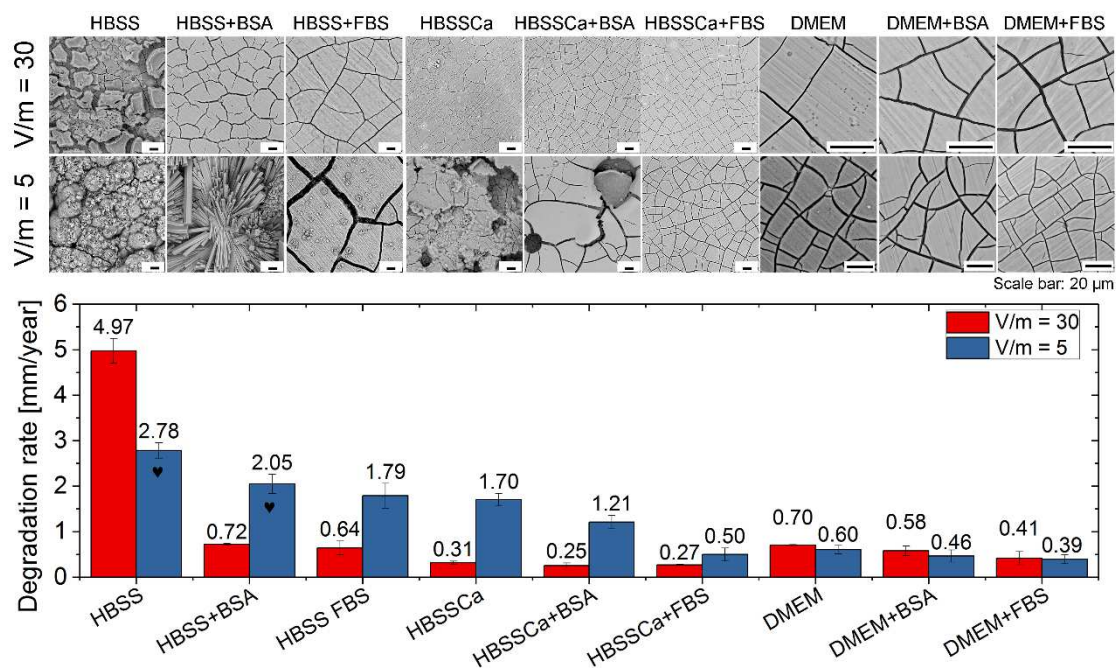 HBSS HBSS+BSA HBSS+FBS HBSSCa HBSSCa+BSA HBSSCa+FBS DMEM DMEM+BSA DMEM+FBS
V/m = 30
V/m = 5
Scale bar: 20 µm
Degradation rate [mm/year]
6
5
4
3
2
1
0
V/m = 30
V/m = 5
4.97
2.78
0.72
2.05
0.64
1.79
0.31
1.70
0.25
1.21
0.27
0.50
0.70
0.60
0.58
0.46
0.41
0.39
HBSS
HBSS+BSA
HBSS FBS
HBSSCa
HBSSCa+BSA
HBSSCa+FBS
DMEM
DMEM+BSA
DMEM+FBS